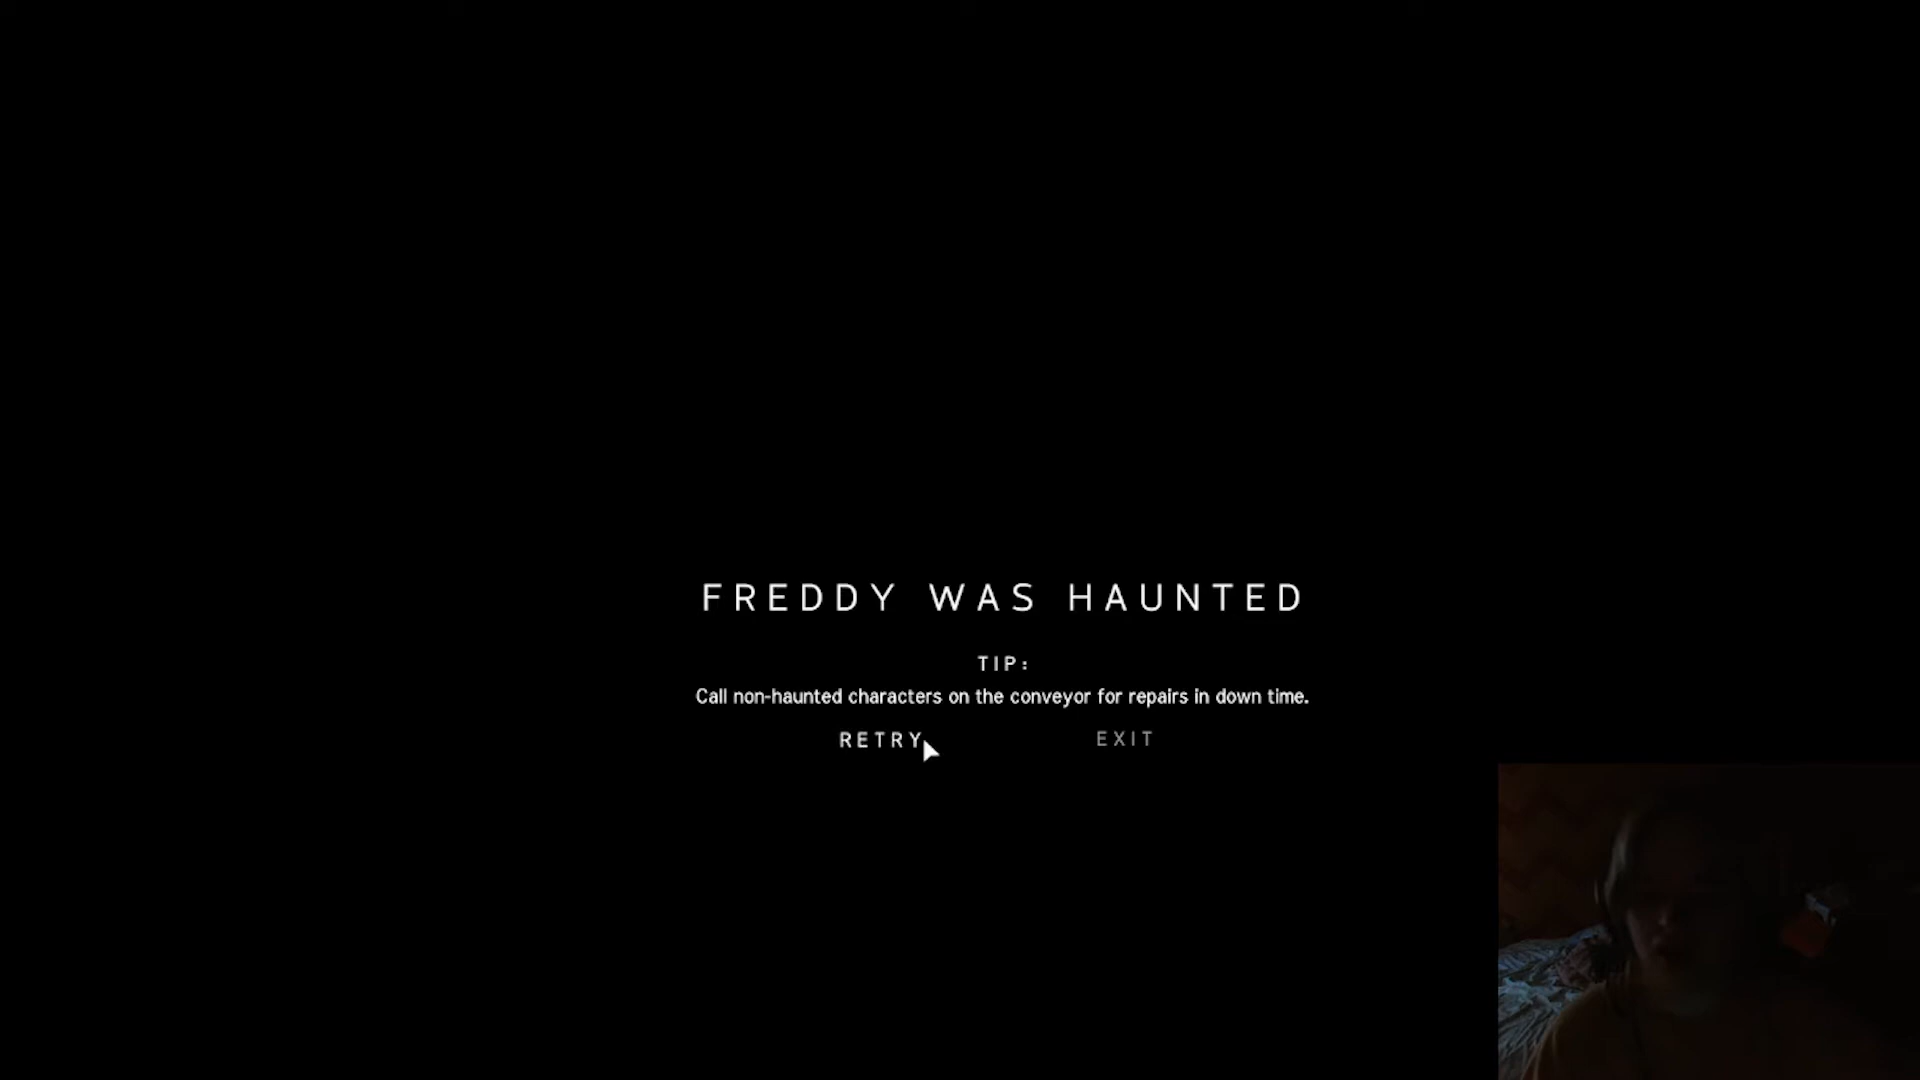 FREDDY WAS HAUNTED
TIP:
Call non-haunted characters on the conveyor for repairs in down time.
RETRY EXIT